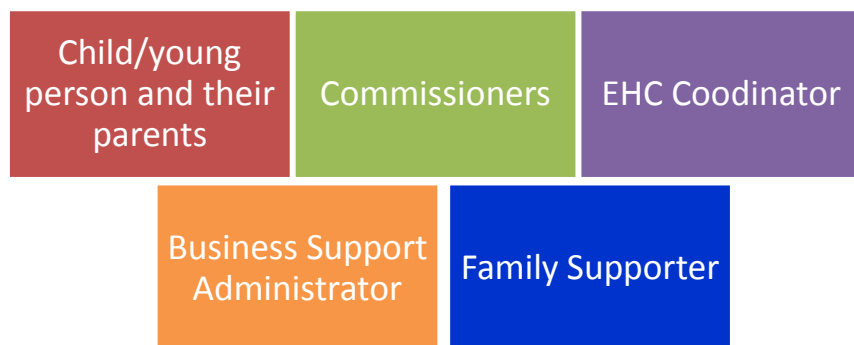 Child/young
person and their
parents
Commissioners
EHC Coodinator
Business Support
Administrator
Family Supporter